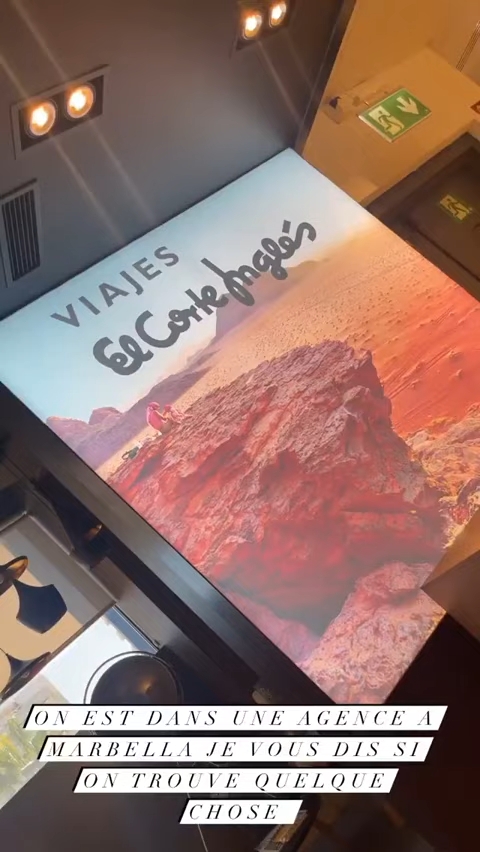 VIAJES
El Corte Inglés
ON EST DANS UNE AGENCE A
MARBELLA JE VOUS DIS SI
ON TROUVE QUELQUE
CHOSE